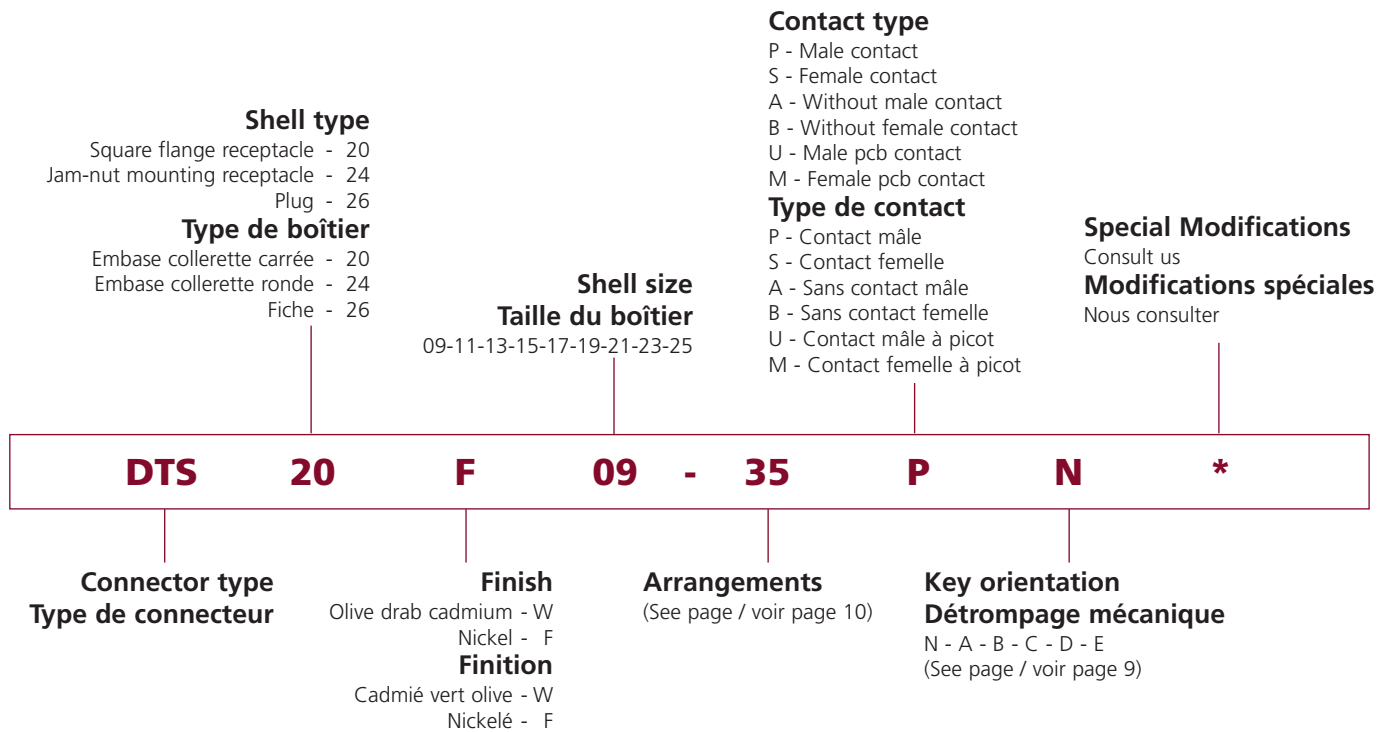 Contact type
P - Male contact
S - Female contact
A - Without male contact
B - Without female contact
U - Male pcb contact
M - Female pcb contact
Type de contact
P - Contact mâle
S - Contact femelle
A - Sans contact mâle
B - Sans contact femelle
U - Contact mâle à picot
M - Contact femelle à picot
Shell type
Square flange receptacle - 20
Jam-nut mounting receptacle - 24
Plug - 26
Type de boîtier
Embase collerette carrée - 20
Embase collerette ronde - 24
Fiche - 26
Shell size
Taille du boîtier
09-11-13-15-17-19-21-23-25
Special Modifications
Consult us
Modifications spéciales
Nous consulter
DTS 20 F 09 - 35 P N *
Connector type
Type de connecteur
Finish
Olive drab cadmium - W
Nickel - F
Finition
Cadmié vert olive - W
Nickelé - F
Arrangements
(See page / voir page 10)
Key orientation
Détrompage mécanique
N - A - B - C - D - E
(See page / voir page 9)